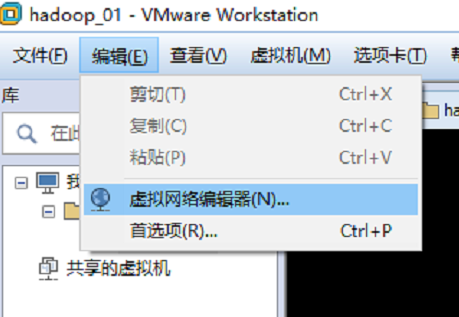 hadoop_01 - VMware Workstation
文件(F) 编辑(E) 查看(V) 虚拟机(M) 选项卡(T)
库
剪切(T) Ctrl+X
复制(C) Ctrl+C
粘贴(P) Ctrl+V
虚拟网络编辑器(N)...
首选项(R)... Ctrl+P
在此
我
ha
共享的虚拟机